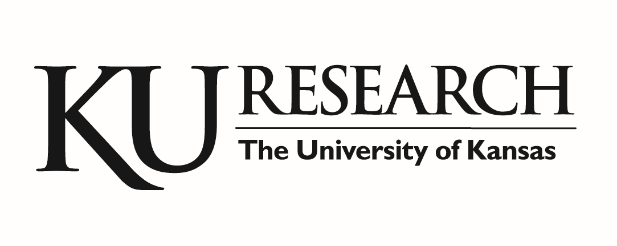 KU RESEARCH
The University of Kansas